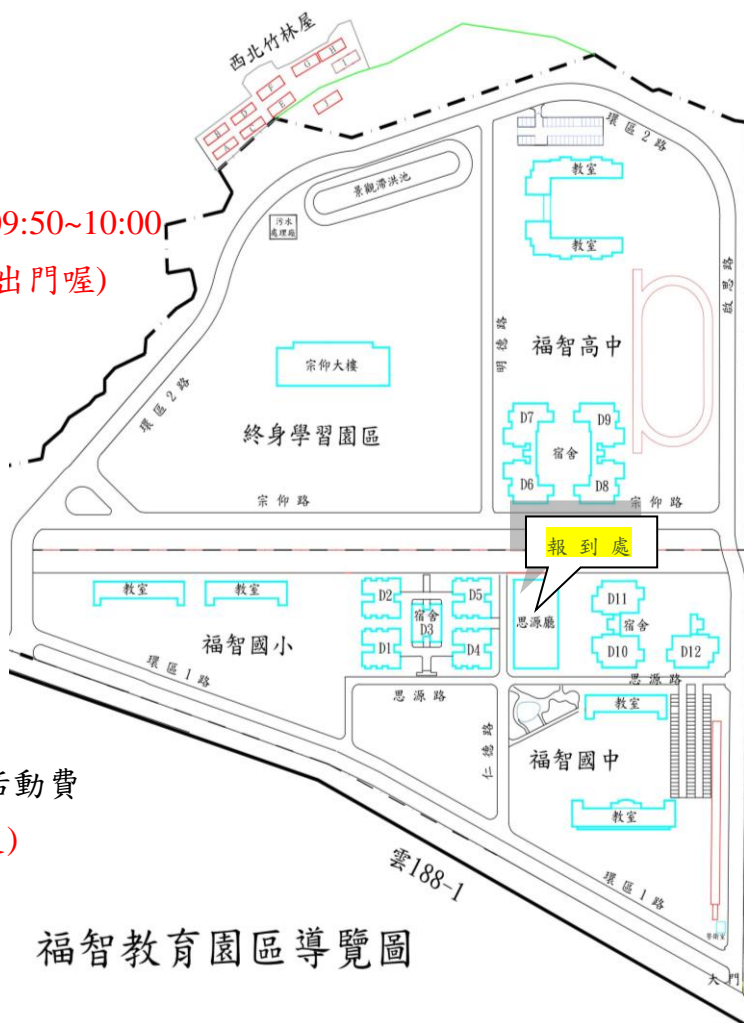 西北竹林屋
G H
F I
D E J
B C
A
環區2路
景觀滯洪池
教室
09:50~10:00
污水
處理廠
教室
出門喔)
啟思路
明德路
福智高中
宗仰大樓
環區2路
終身學習園區
D7 D9
宿舍
D6 D8
宗仰路
宗仰路
報到處
教室
教室
D2 D5
宿舍
D3
D1 D4
思源廳
D11
宿舍
D10 D12
福智國小
環區1路
思源路
思源路
教室
仁德路
福智國中
活動費
教室
雲188-1
環區1路
福智教育園區導覽圖
大門